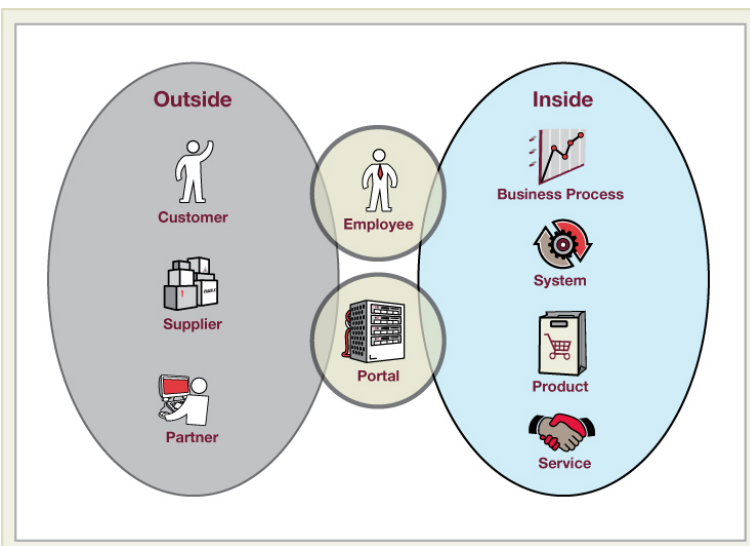 Outside
Customer
Supplier
Partner
Employee
Portal
Inside
Business Process
System
Product
Service